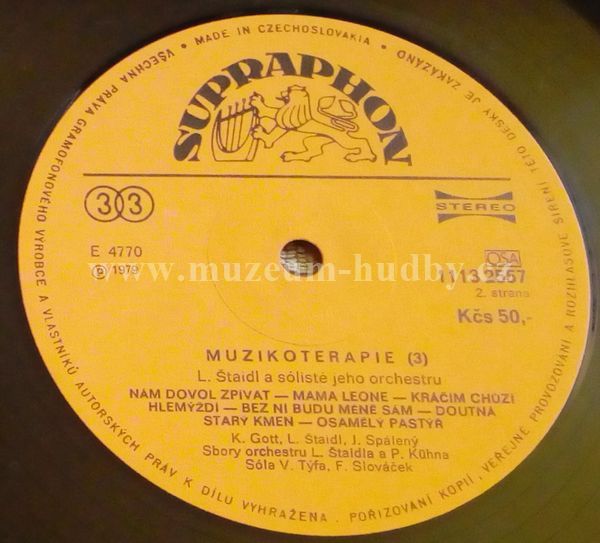 VŠECHNA PRÁVA GRAMOFONOVÉHO VÝROBCE A VLASTNÍKŮ AUTORSKÝCH PRÁV K DÍLU VYHRAŽENA. POŘIZOVÁNÍ KOPIÍ, VEŘEJNÉ PROVOZOVÁNÍ A ROZHLASOVÉ ŠÍŘENÍ TÉTO DESKY JE ZAKÁZÁNO
• MADE IN CZECHOSLOVAKIA •
SUPRAPHON
33
STEREO
E 4770
℗ 1979
OSA
www.muzeum-hudby.cz
1113 2557
2. strana
Kčs 50,-
MUZIKOTERAPIE (3)
L. Štaidl a sólisté jeho orchestru
NÁM DOVOL ZPÍVAT — MAMA LEONE — KRÁČÍM CHŮZÍ
HLEMÝŽDÍ — BEZ NÍ BUDU MÉNĚ SÁM — DOUTNÁ
STARÝ KMEN — OSAMĚLÝ PASTÝŘ
K. Gott, L. Štaidl, J. Spálený
Sbory orchestru L. Štaidla a P. Kühna
Sóla V. Týfa, F. Slováček